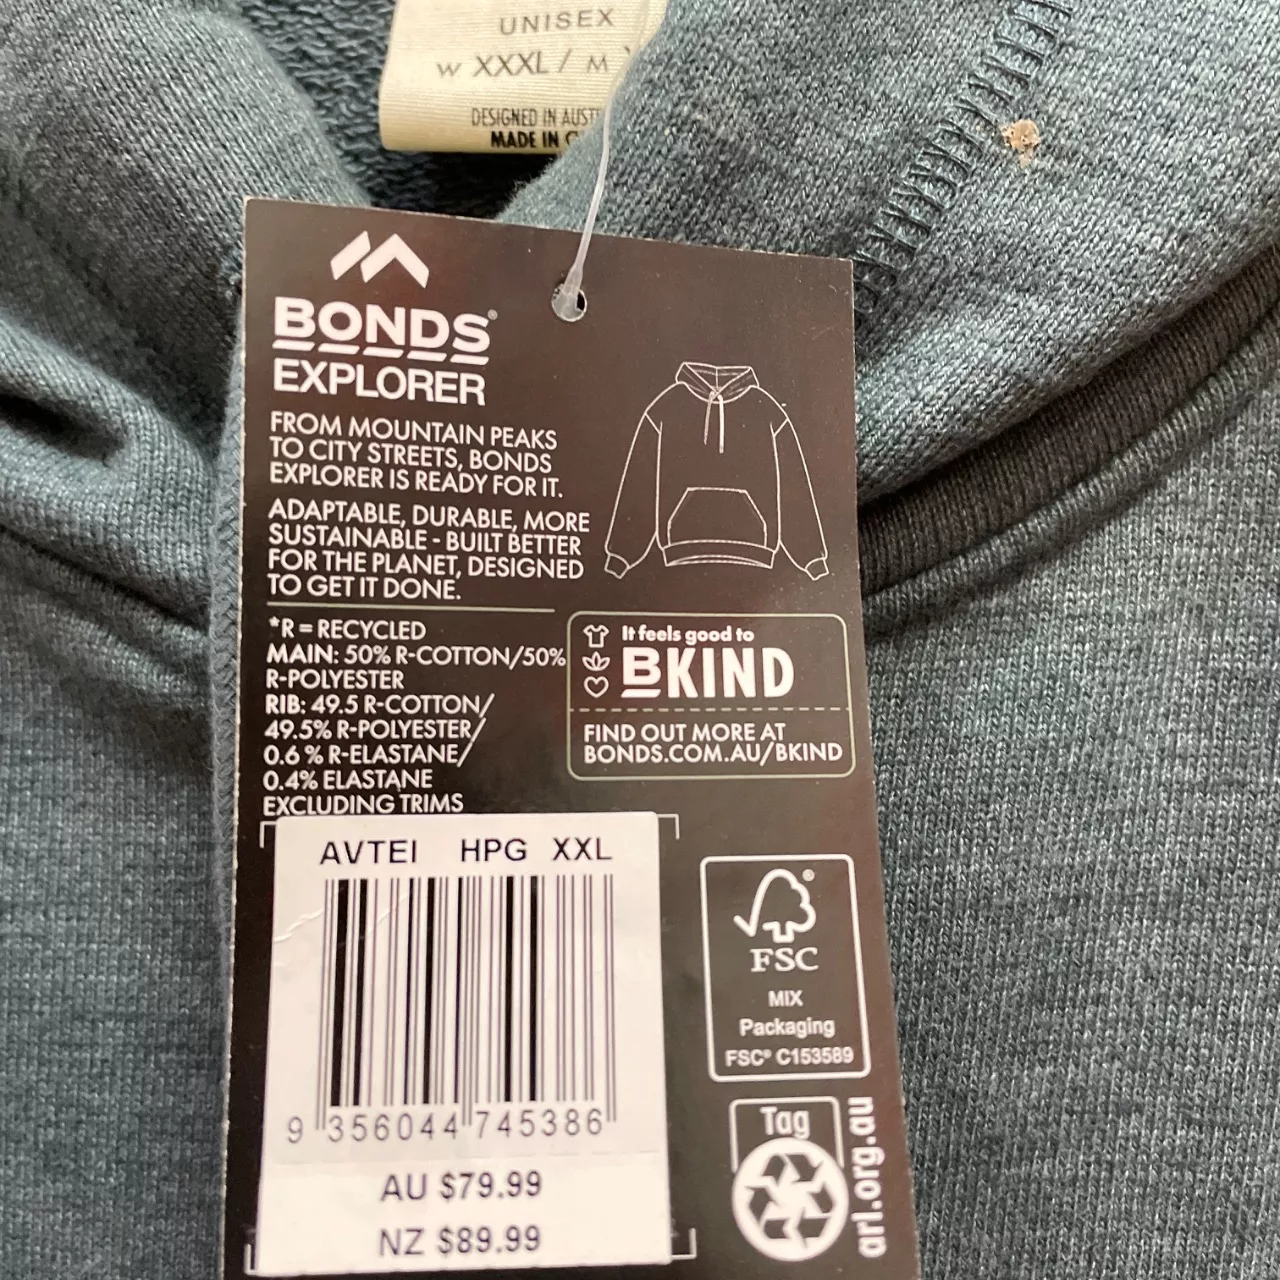 UNISEX
W XXXL / M
DESIGNED IN
MADE IN
BONDS®
EXPLORER
FROM MOUNTAIN PEAKS
TO CITY STREETS, BONDS
EXPLORER IS READY FOR IT.
ADAPTABLE, DURABLE, MORE
SUSTAINABLE - BUILT BETTER
FOR THE PLANET, DESIGNED
TO GET IT DONE.
*R = RECYCLED
MAIN: 50% R-COTTON/50%
R-POLYESTER
RIB: 49.5 R-COTTON/
49.5% R-POLYESTER/
0.6 % R-ELASTANE/
0.4% ELASTANE
EXCLUDING TRIMS
It feels good to
BKIND
FIND OUT MORE AT
BONDS.COM.AU/BKIND
AVTEI HPG XXL
9 356044 745386
AU $79.99
NZ $89.99
®
FSC
MIX
Packaging
FSC® C153589
Tag
arl.org.au